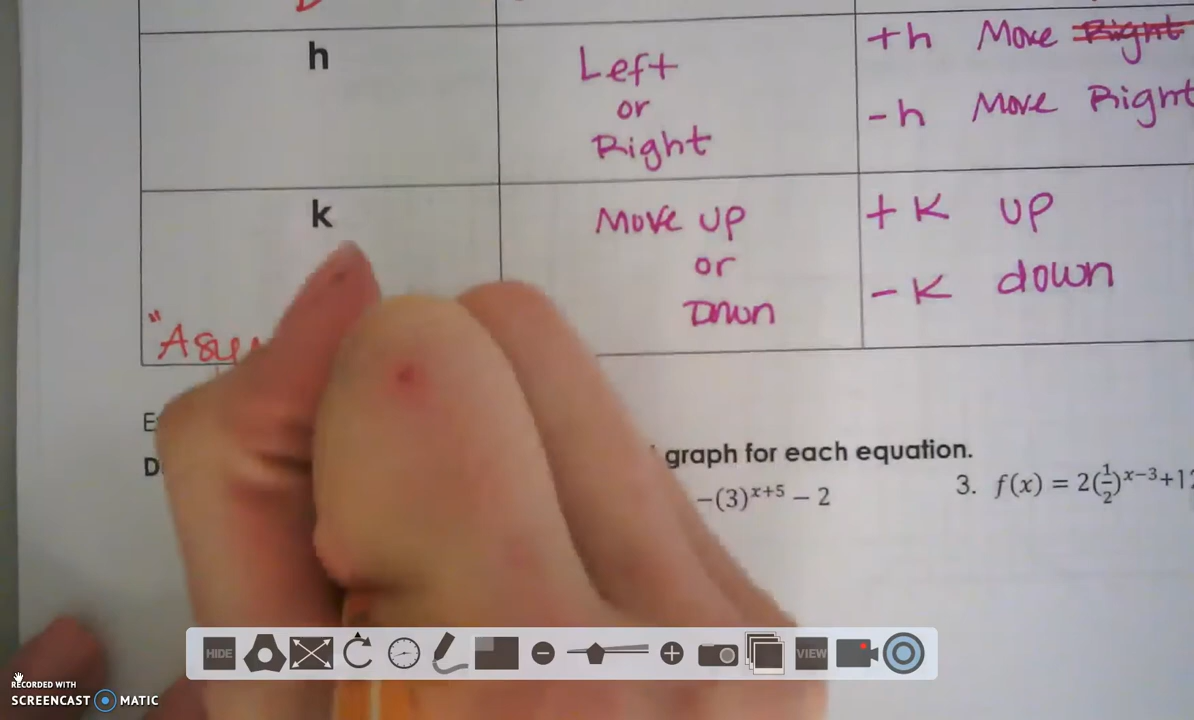 h
Left
or
Right
+h Move Right
-h Move Right
k
Move up
or
Down
+K UP
-K down
"Asy
graph for each equation.
-(3)^{x+5} - 2
3. f(x) = 2(1/2)^{x-3}+1
HIDE
VIEW
RECORDED WITH
SCREENCAST MATIC